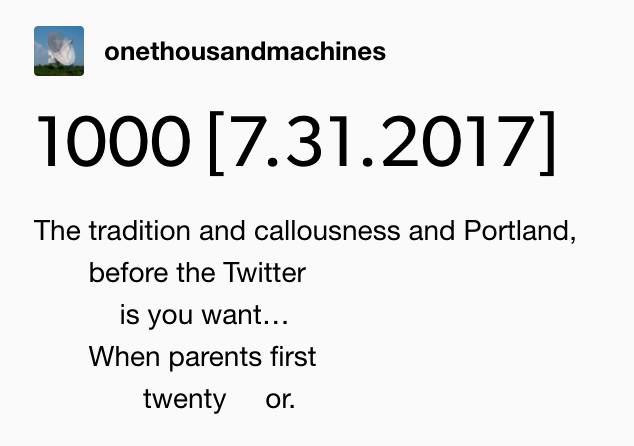 onethousandmachines
1000 [7.31.2017]
The tradition and callousness and Portland,
before the Twitter
is you want…
When parents first
twenty or.